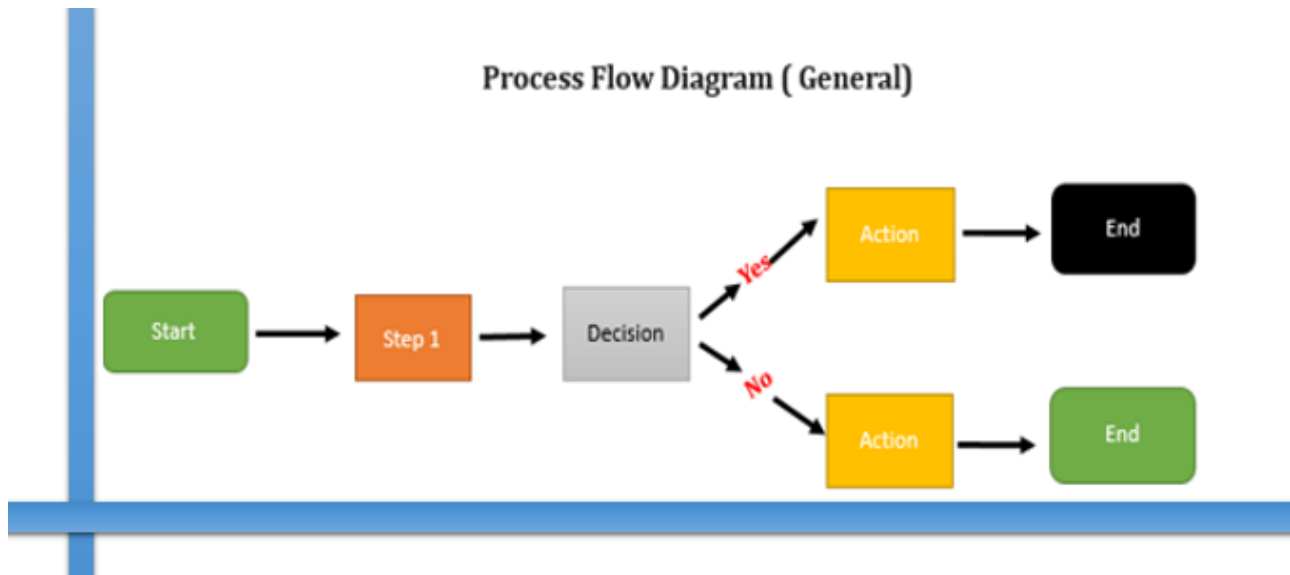 Process Flow Diagram ( General)
Start
Step 1
Decision
Yes
Action
End
No
Action
End